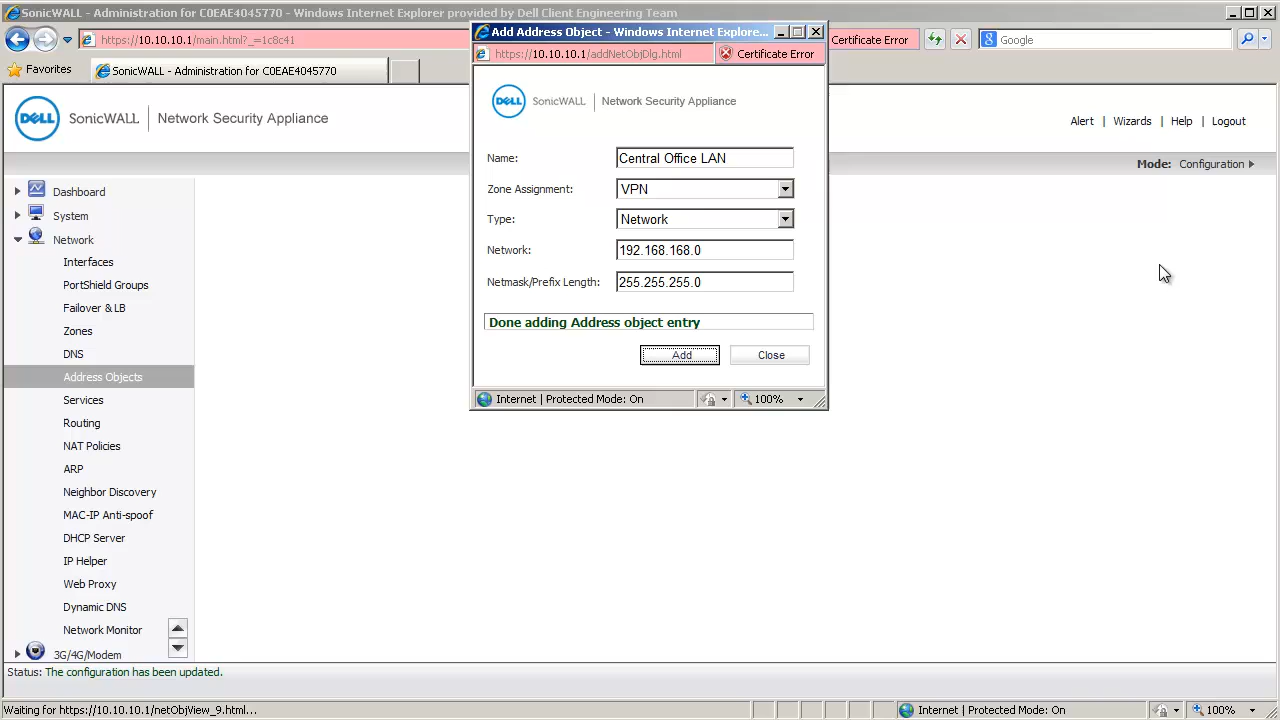 SonicWALL - Administration for C0EAE4045770 - Windows Internet Explorer provided by Dell Client Engineering Team
https://10.10.10.1/main.html?_=1c8c41
Certificate Error
Google
Favorites
SonicWALL - Administration for C0EAE4045770
DELL SonicWALL | Network Security Appliance
Alert | Wizards | Help | Logout
Mode: Configuration
Dashboard
System
Network
Interfaces
PortShield Groups
Failover & LB
Zones
DNS
Address Objects
Services
Routing
NAT Policies
ARP
Neighbor Discovery
MAC-IP Anti-spoof
DHCP Server
IP Helper
Web Proxy
Dynamic DNS
Network Monitor
3G/4G/Modem
Add Address Object - Windows Internet Explore...
https://10.10.10.1/addNetObjDlg.html
Certificate Error
DELL SonicWALL | Network Security Appliance
Name: Central Office LAN
Zone Assignment: VPN
Type: Network
Network: 192.168.168.0
Netmask/Prefix Length: 255.255.255.0
Done adding Address object entry
Add Close
Internet | Protected Mode: On 100%
Status: The configuration has been updated.
Waiting for https://10.10.10.1/netObjView_9.html... Internet | Protected Mode: On 100%